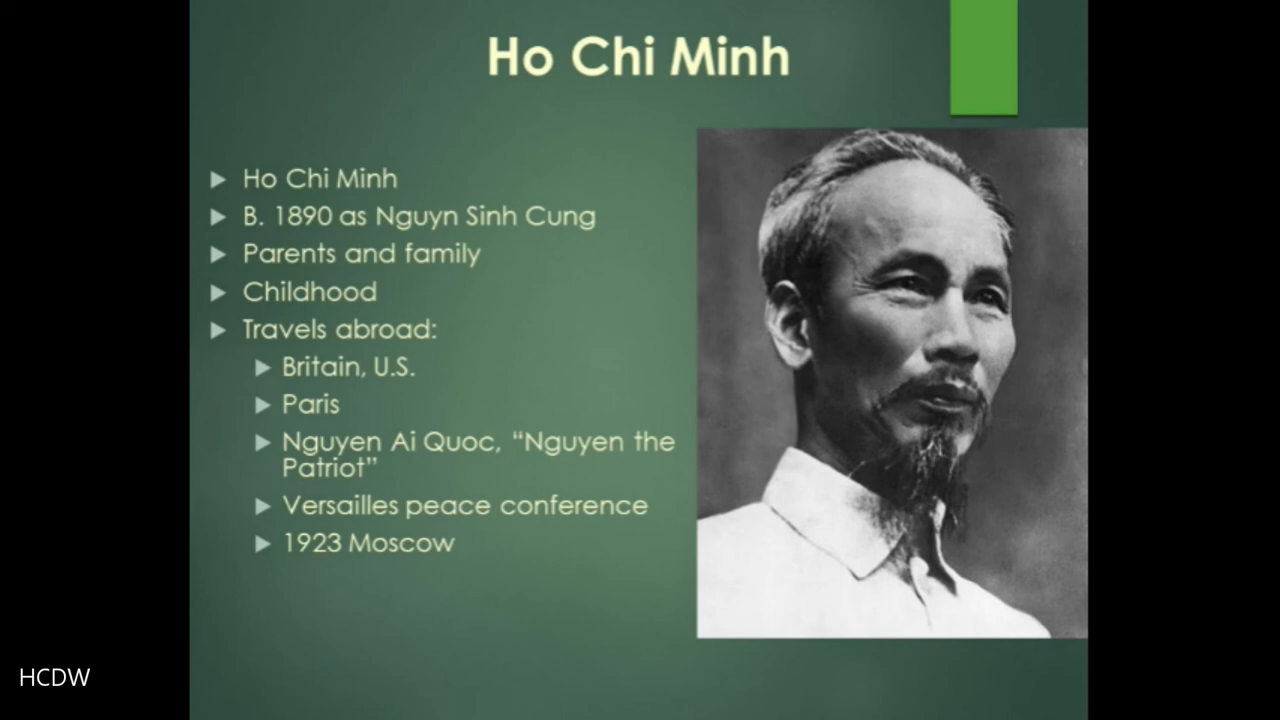 Ho Chi Minh
Ho Chi Minh
B. 1890 as Nguyn Sinh Cung
Parents and family
Childhood
Travels abroad:
Britain, U.S.
Paris
Nguyen Ai Quoc, “Nguyen the
Patriot”
Versailles peace conference
1923 Moscow
HCDW